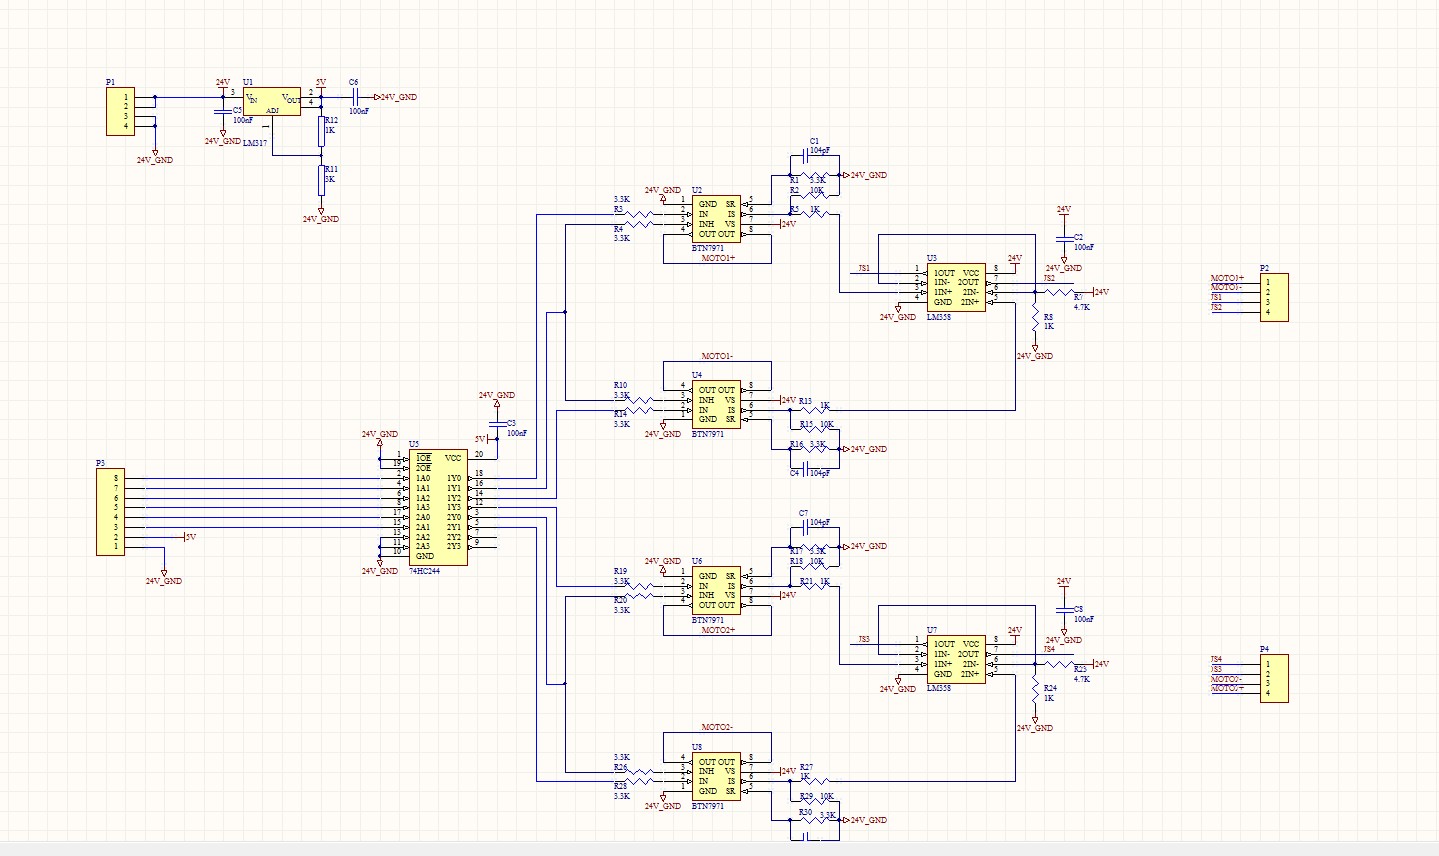 P1
1
2
3
4
24V_GND
24V
U1
3
VIN
VOUT
ADJ
1
2
4
LM317
C5
100nF
24V_GND
5V
C6
100nF
24V_GND
R12
1K
R11
3K
24V_GND
24V_GND
U2
3.3K
R3
R4
3.3K
1 GND SR 5
2 IN IS 6
3 INH VS 7
4 OUT OUT 8
BTN7971
MOTO1+
24V
C1
104pF
R1 3.3K
R2 10K
R5 1K
24V_GND
JS1
U3
1 1OUT VCC 8
2 1IN- 2OUT 7
3 1IN+ 2IN- 6
4 GND 2IN+ 5
LM358
24V_GND
24V
JS2
24V
C2
100nF
24V_GND
R7
4.7K
24V
R8
1K
24V_GND
P2
MOTO1+ 1
MOTO1- 2
JS1 3
JS2 4
MOTO1-
U4
R10
3.3K
R14
3.3K
4 OUT OUT 8
3 INH VS 7
2 IN IS 6
1 GND SR 5
BTN7971
24V_GND
24V
R13 1K
R15 10K
R16 3.3K
C4 104pF
24V_GND
24V_GND
C3
100nF
5V
24V_GND
U5
1 1OE VCC 20
19 2OE
2 1A0 1Y0 18
4 1A1 1Y1 16
6 1A2 1Y2 14
8 1A3 1Y3 12
17 2A0 2Y0 3
15 2A1 2Y1 5
13 2A2 2Y2 7
11 2A3 2Y3 9
10 GND
74HC244
24V_GND
P3
8
7
6
5
4
3
2
1
5V
24V_GND
24V_GND
U6
R19
3.3K
R20
3.3K
1 GND SR 5
2 IN IS 6
3 INH VS 7
4 OUT OUT 8
BTN7971
MOTO2+
24V
C7
104pF
R17 3.3K
R18 10K
R21 1K
24V_GND
JS3
U7
1 1OUT VCC 8
2 1IN- 2OUT 7
3 1IN+ 2IN- 6
4 GND 2IN+ 5
LM358
24V_GND
24V
JS4
24V
C8
100nF
24V_GND
R23
4.7K
24V
R24
1K
24V_GND
P4
JS4 1
JS3 2
MOTO2- 3
MOTO2+ 4
MOTO2-
U8
3.3K
R26
R28
3.3K
4 OUT OUT 8
3 INH VS 7
2 IN IS 6
1 GND SR 5
BTN7971
24V_GND
24V
R27
1K
R29 10K
R30 3.3K
24V_GND